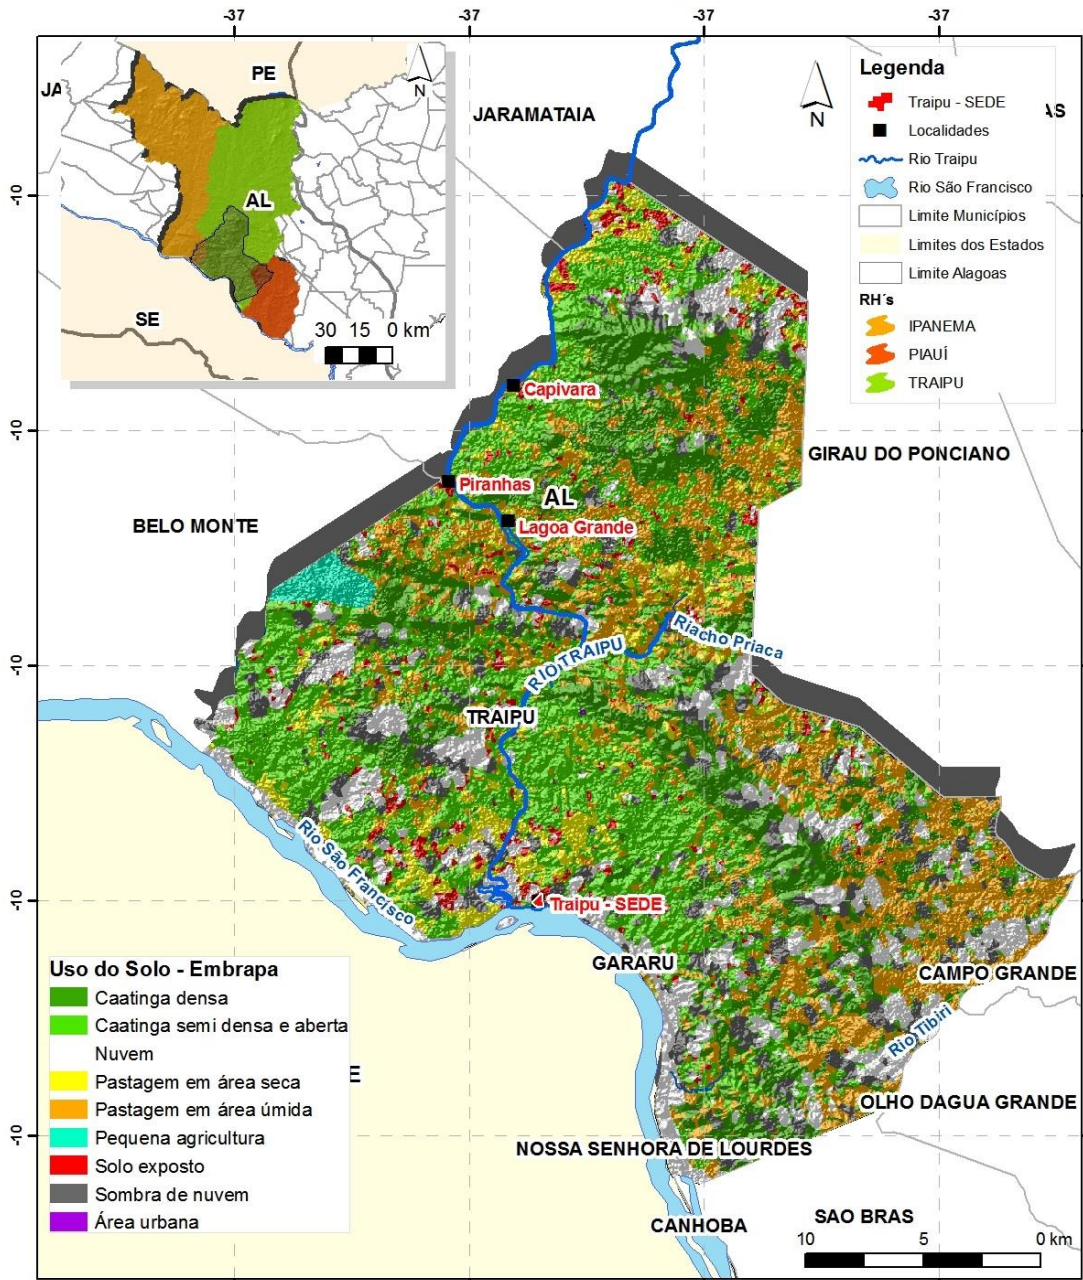 -37
-37
-37
-37
-10
-10
-10
-10
-10
PE
AL
SE
N
30 15 0 km
JARAMATAIA
N
Legenda
Traipu - SEDE
Localidades
Rio Traipu
Rio São Francisco
Limite Municípios
Limites dos Estados
Limite Alagoas
RH´s
IPANEMA
PIAUÍ
TRAIPU
Capivara
GIRAU DO PONCIANO
Piranhas
AL
BELO MONTE
Lagoa Grande
Riacho Priaca
RIO TRAIPU
TRAIPU
Rio São Francisco
Traipu - SEDE
GARARU
CAMPO GRANDE
Rio Tibiri
OLHO DAGUA GRANDE
NOSSA SENHORA DE LOURDES
CANHOBA
SAO BRAS
10 5 0 km
Uso do Solo - Embrapa
Caatinga densa
Caatinga semi densa e aberta
Nuvem
Pastagem em área seca
Pastagem em área úmida
Pequena agricultura
Solo exposto
Sombra de nuvem
Área urbana